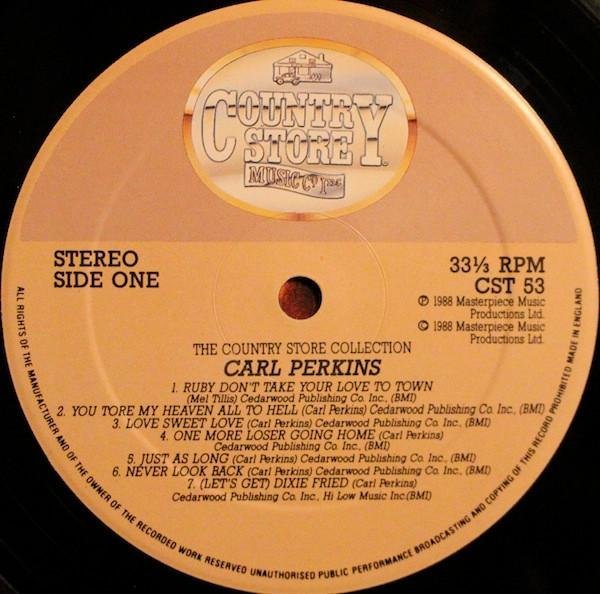 COUNTRY
STORE
MUSIC Co. LTD.
STEREO
SIDE ONE
33⅓ RPM
CST 53
℗ 1988 Masterpiece Music
Productions Ltd.
© 1988 Masterpiece Music
Productions Ltd.
THE COUNTRY STORE COLLECTION
CARL PERKINS
1. RUBY DON'T TAKE YOUR LOVE TO TOWN
(Mel Tillis) Cedarwood Publishing Co. Inc., (BMI)
2. YOU TORE MY HEAVEN ALL TO HELL (Carl Perkins) Cedarwood Publishing Co. Inc., (BMI)
3. LOVE SWEET LOVE (Carl Perkins) Cedarwood Publishing Co. Inc., (BMI)
4. ONE MORE LOSER GOING HOME (Carl Perkins)
Cedarwood Publishing Co. Inc., (BMI)
5. JUST AS LONG (Carl Perkins) Cedarwood Publishing Co. Inc., (BMI)
6. NEVER LOOK BACK (Carl Perkins) Cedarwood Publishing Co. Inc., (BMI)
7. (LET'S GET) DIXIE FRIED (Carl Perkins)
Cedarwood Publishing Co. Inc., Hi Low Music Inc.(BMI)
ALL RIGHTS OF THE MANUFACTURER AND OF THE OWNER OF THE RECORDED WORK RESERVED UNAUTHORISED PUBLIC PERFORMANCE BROADCASTING AND COPYING OF THIS RECORD PROHIBITED MADE IN ENGLAND